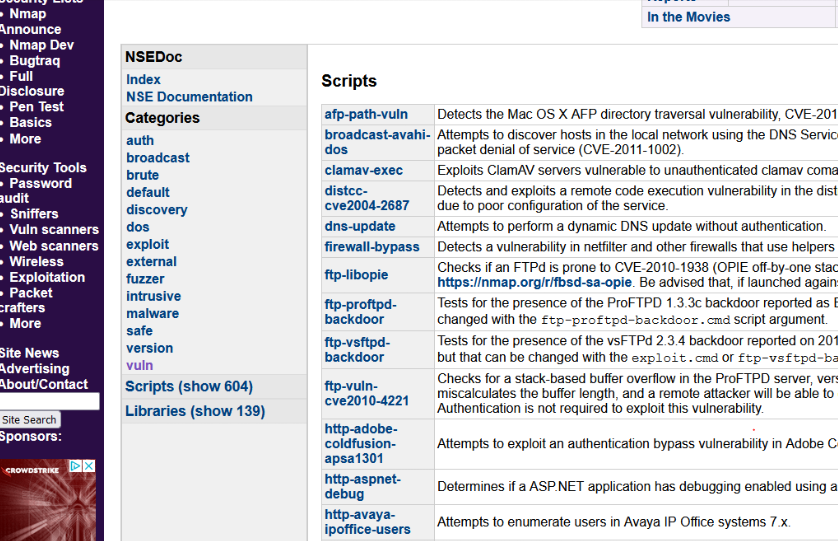 Security Lists
• Nmap
Announce
• Nmap Dev
• Bugtraq
• Full
Disclosure
• Pen Test
• Basics
• More
Security Tools
• Password
audit
• Sniffers
• Vuln scanners
• Web scanners
• Wireless
• Exploitation
• Packet
crafters
• More
Site News
Advertising
About/Contact
Site Search
Sponsors:
CROWDSTRIKE
In the Movies
NSEDoc
Index
NSE Documentation
Categories
auth
broadcast
brute
default
discovery
dos
exploit
external
fuzzer
intrusive
malware
safe
version
vuln
Scripts (show 604)
Libraries (show 139)
Scripts
afp-path-vuln Detects the Mac OS X AFP directory traversal vulnerability, CVE-201
broadcast-avahi- Attempts to discover hosts in the local network using the DNS Servic
dos packet denial of service (CVE-2011-1002).
clamav-exec Exploits ClamAV servers vulnerable to unauthenticated clamav coma
distcc- Detects and exploits a remote code execution vulnerability in the dist
cve2004-2687 due to poor configuration of the service.
dns-update Attempts to perform a dynamic DNS update without authentication.
firewall-bypass Detects a vulnerability in netfilter and other firewalls that use helpers
ftp-libopie Checks if an FTPd is prone to CVE-2010-1938 (OPIE off-by-one stac
https://nmap.org/r/fbsd-sa-opie. Be advised that, if launched agains
ftp-proftpd- Tests for the presence of the ProFTPD 1.3.3c backdoor reported as
backdoor changed with the ftp-proftpd-backdoor.cmd script argument.
ftp-vsftpd- Tests for the presence of the vsFTPd 2.3.4 backdoor reported on 201
backdoor but that can be changed with the exploit.cmd or ftp-vsftpd-ba
ftp-vuln- Checks for a stack-based buffer overflow in the ProFTPD server, vers
cve2010-4221 miscalculates the buffer length, and a remote attacker will be able to
Authentication is not required to exploit this vulnerability.
http-adobe-
coldfusion- Attempts to exploit an authentication bypass vulnerability in Adobe C
apsa1301
http-aspnet- Determines if a ASP.NET application has debugging enabled using a
debug
http-avaya- Attempts to enumerate users in Avaya IP Office systems 7.x.
ipoffice-users